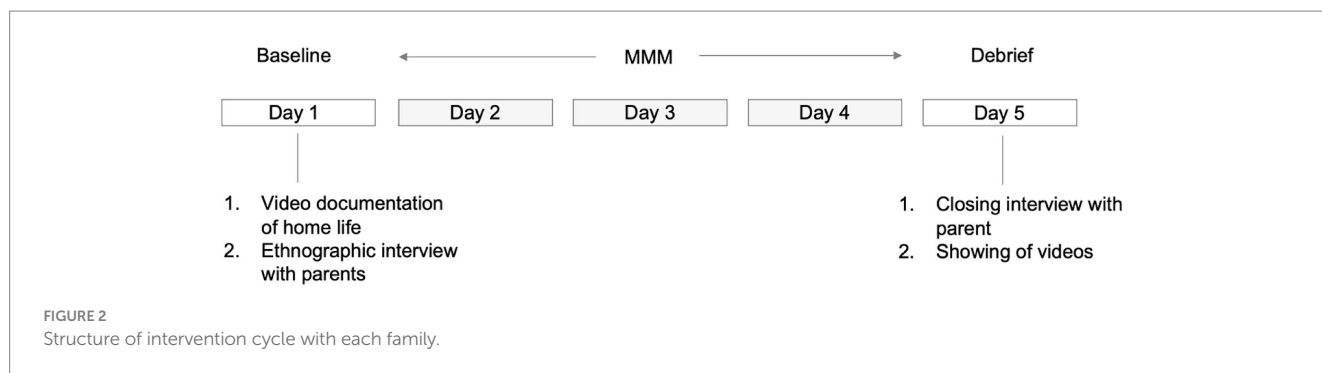 Baseline MMM Debrief
Day 1 Day 2 Day 3 Day 4 Day 5
1. Video documentation
of home life
2. Ethnographic interview
with parents
1. Closing interview with
parent
2. Showing of videos
FIGURE 2
Structure of intervention cycle with each family.